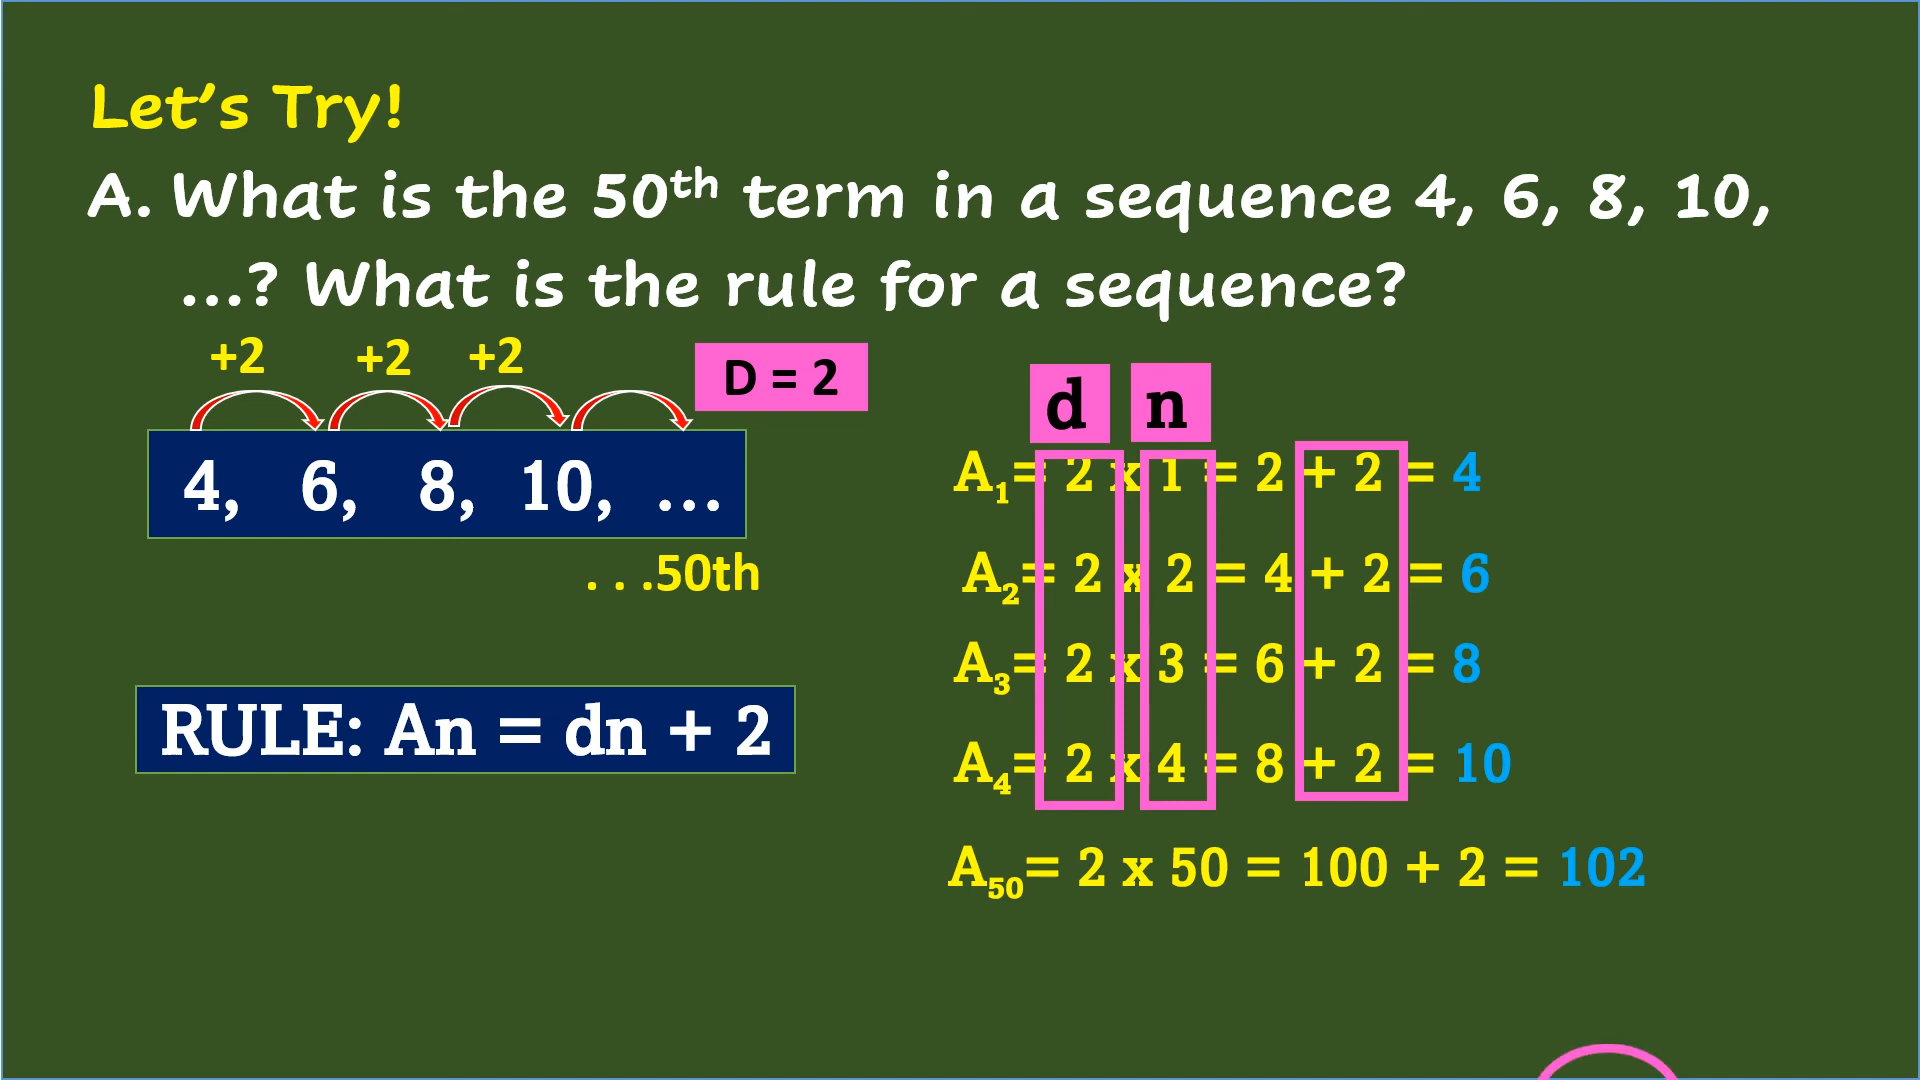 Let's Try!
A. What is the 50th term in a sequence 4, 6, 8, 10,
...? What is the rule for a sequence?
+2 +2 +2
D = 2
4, 6, 8, 10, ...
. . .50th
RULE: An = dn + 2
d n
A1= 2 x 1 = 2 + 2 = 4
A2= 2 x 2 = 4 + 2 = 6
A3= 2 x 3 = 6 + 2 = 8
A4= 2 x 4 = 8 + 2 = 10
A50= 2 x 50 = 100 + 2 = 102